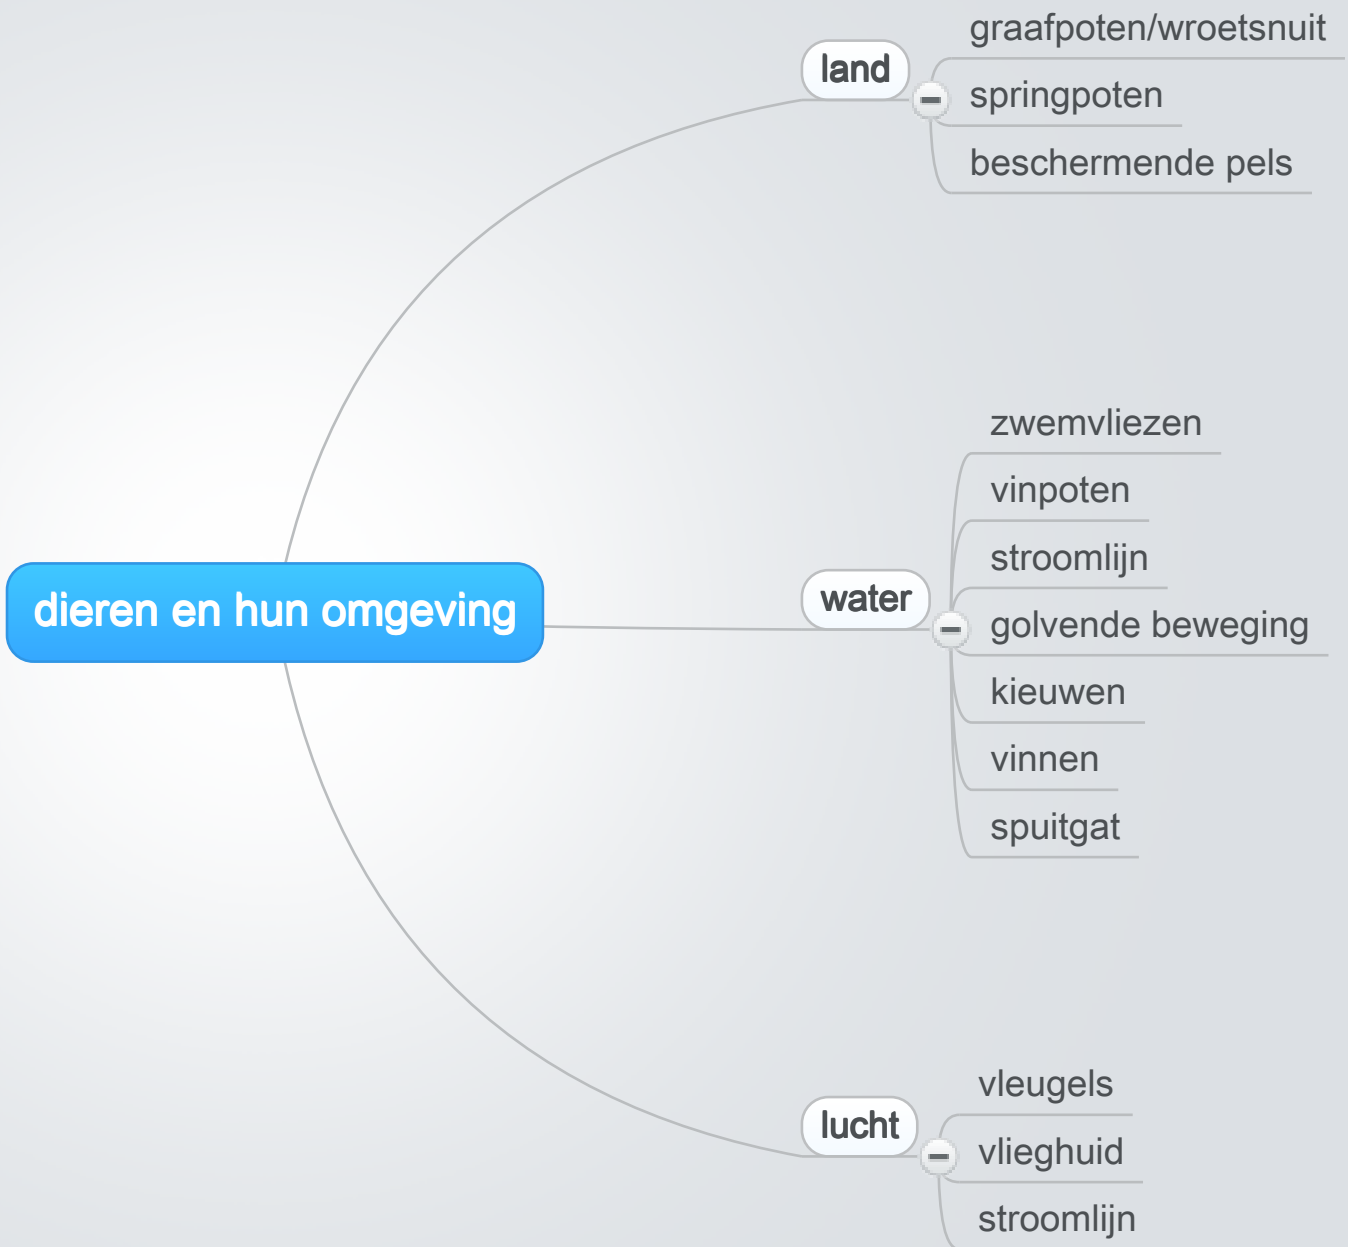 dieren en hun omgeving
land
graafpoten/wroetsnuit
springpoten
beschermende pels
water
zwemvliezen
vinpoten
stroomlijn
golvende beweging
kieuwen
vinnen
spuitgat
lucht
vleugels
vlieghuid
stroomlijn